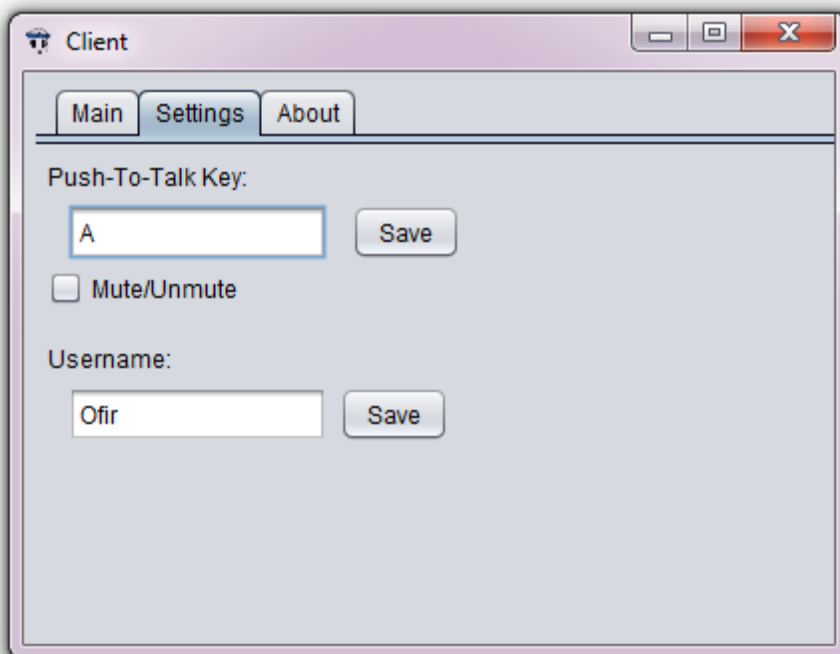 Client
Main Settings About
Push-To-Talk Key:
A Save
Mute/Unmute
Username:
Ofir Save